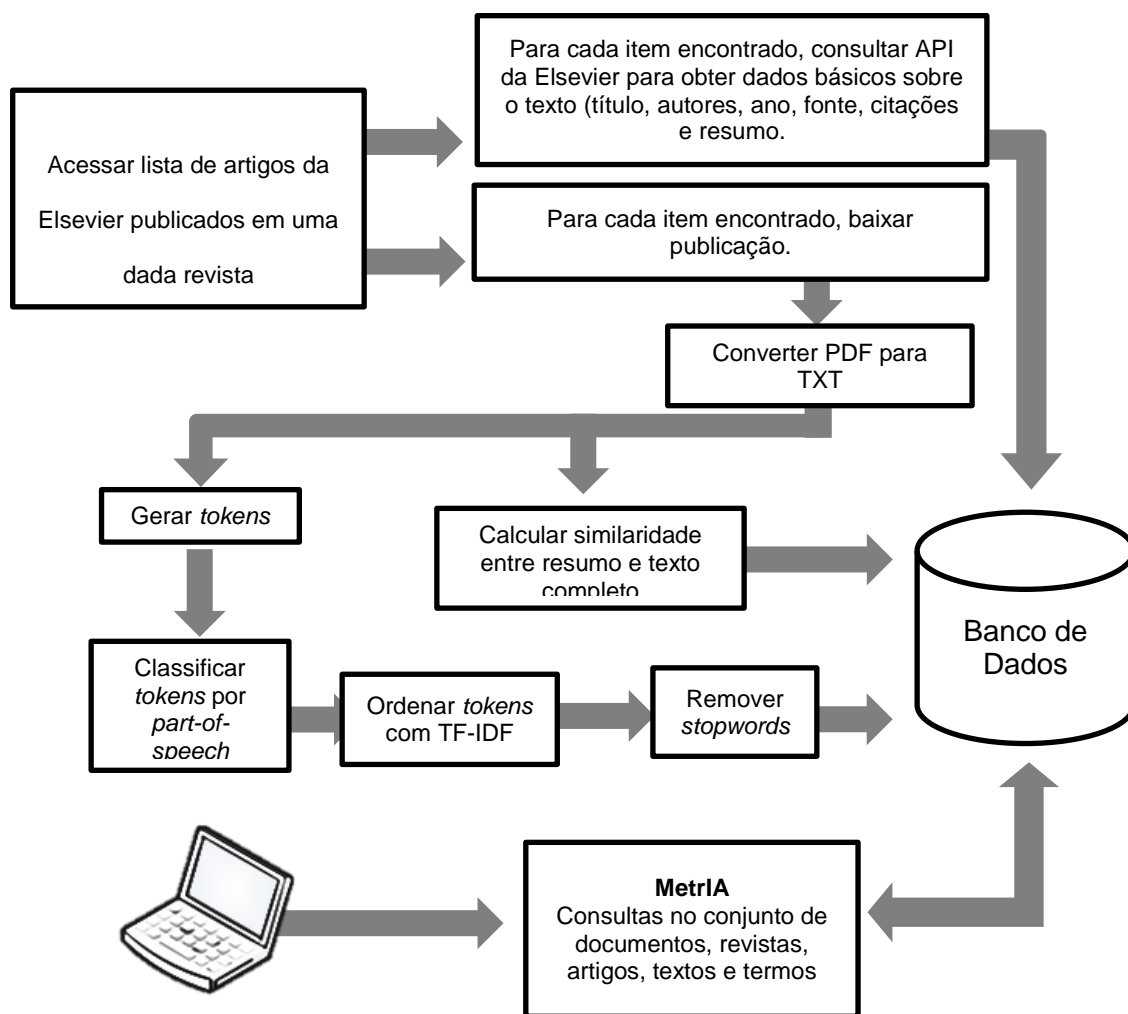 Para cada item encontrado, consultar API
da Elsevier para obter dados básicos sobre
o texto (título, autores, ano, fonte, citações
e resumo.
Acessar lista de artigos da
Elsevier publicados em uma
dada revista
Para cada item encontrado, baixar
publicação.
Converter PDF para
TXT
Gerar tokens
Calcular similaridade
entre resumo e texto
completo
Classificar
tokens por
part-of-
speech
Ordenar tokens
com TF-IDF
Remover
stopwords
Banco de
Dados
MetrIA
Consultas no conjunto de
documentos, revistas,
artigos, textos e termos